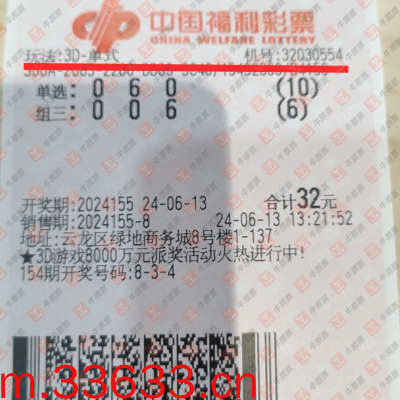 中国福利彩票
CHINA WELFARE LOTTERY
玩法:3D-单式 机号:32030554
单选: 0 6 0 (10)
组三: 0 0 6 (6)
开奖期:2024155 24-06-13 合计32元
销售期:2024155-8 24-06-13 13:21:52
地址:云龙区绿地商务城8号楼1-137
★3D游戏8000万元派奖活动火热进行中!
154期开奖号码:8-3-4
m.33633.cn